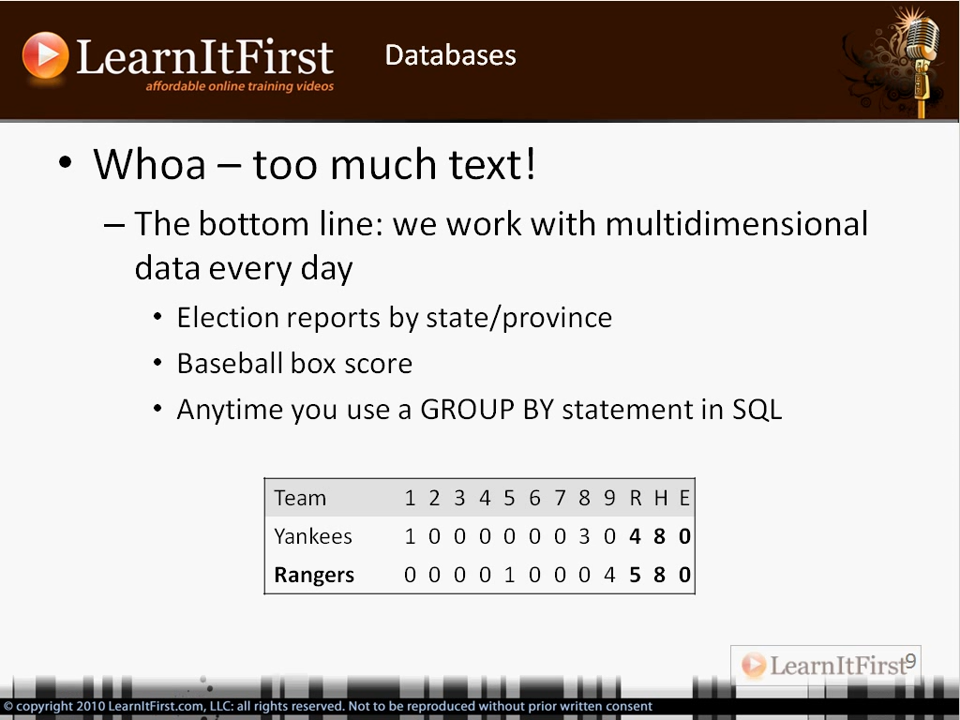 LearnItFirst
affordable online training videos
Databases
• Whoa – too much text!
– The bottom line: we work with multidimensional
data every day
• Election reports by state/province
• Baseball box score
• Anytime you use a GROUP BY statement in SQL
Team 1 2 3 4 5 6 7 8 9 R H E
Yankees 1 0 0 0 0 0 0 3 0 4 8 0
Rangers 0 0 0 0 1 0 0 0 4 5 8 0
LearnItFirst 9
© copyright 2010 LearnItFirst.com, LLC: all rights reserved. Not to be reproduced without prior written consent